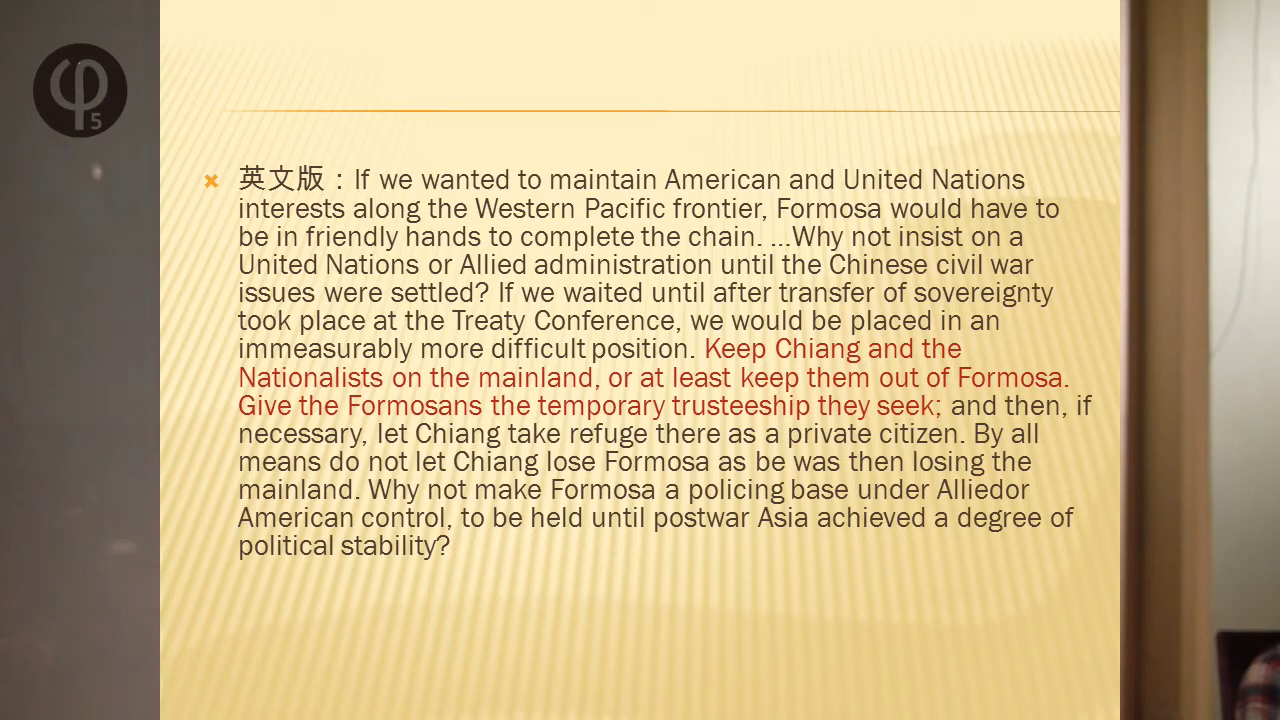 φ5
英文版：If we wanted to maintain American and United Nations
interests along the Western Pacific frontier, Formosa would have to
be in friendly hands to complete the chain. …Why not insist on a
United Nations or Allied administration until the Chinese civil war
issues were settled? If we waited until after transfer of sovereignty
took place at the Treaty Conference, we would be placed in an
immeasurably more difficult position. Keep Chiang and the
Nationalists on the mainland, or at least keep them out of Formosa.
Give the Formosans the temporary trusteeship they seek; and then, if
necessary, let Chiang take refuge there as a private citizen. By all
means do not let Chiang lose Formosa as be was then losing the
mainland. Why not make Formosa a policing base under Alliedor
American control, to be held until postwar Asia achieved a degree of
political stability?